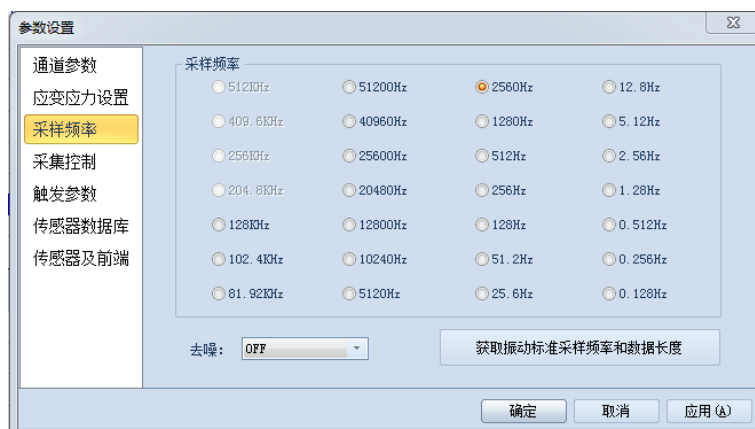 参数设置
通道参数
应变应力设置
采样频率
采集控制
触发参数
传感器数据库
传感器及前端
采样频率
512KHz 51200Hz 2560Hz 12.8Hz
409.6KHz 40960Hz 1280Hz 5.12Hz
256KHz 25600Hz 512Hz 2.56Hz
204.8KHz 20480Hz 256Hz 1.28Hz
128KHz 12800Hz 128Hz 0.512Hz
102.4KHz 10240Hz 51.2Hz 0.256Hz
81.92KHz 5120Hz 25.6Hz 0.128Hz
去噪： OFF 获取振动标准采样频率和数据长度
确定 取消 应用(A)